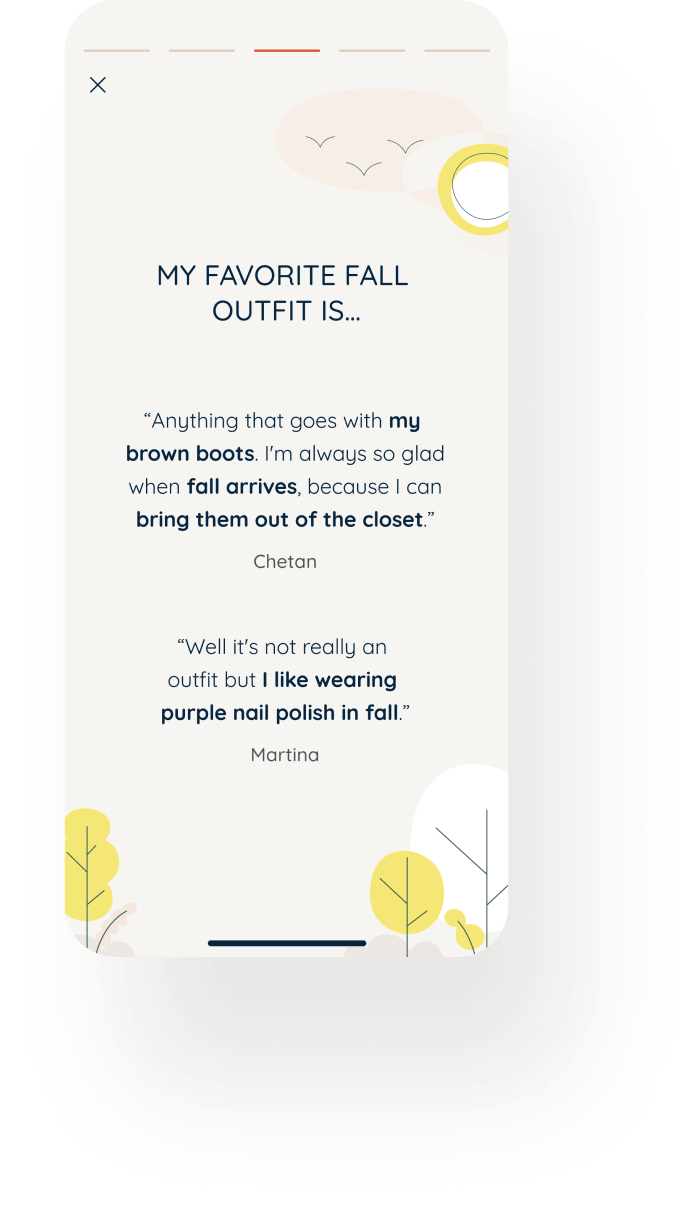 MY FAVORITE FALL
OUTFIT IS...
“Anything that goes with my
brown boots. I'm always so glad
when fall arrives, because I can
bring them out of the closet.”
Chetan
“Well it's not really an
outfit but I like wearing
purple nail polish in fall.”
Martina